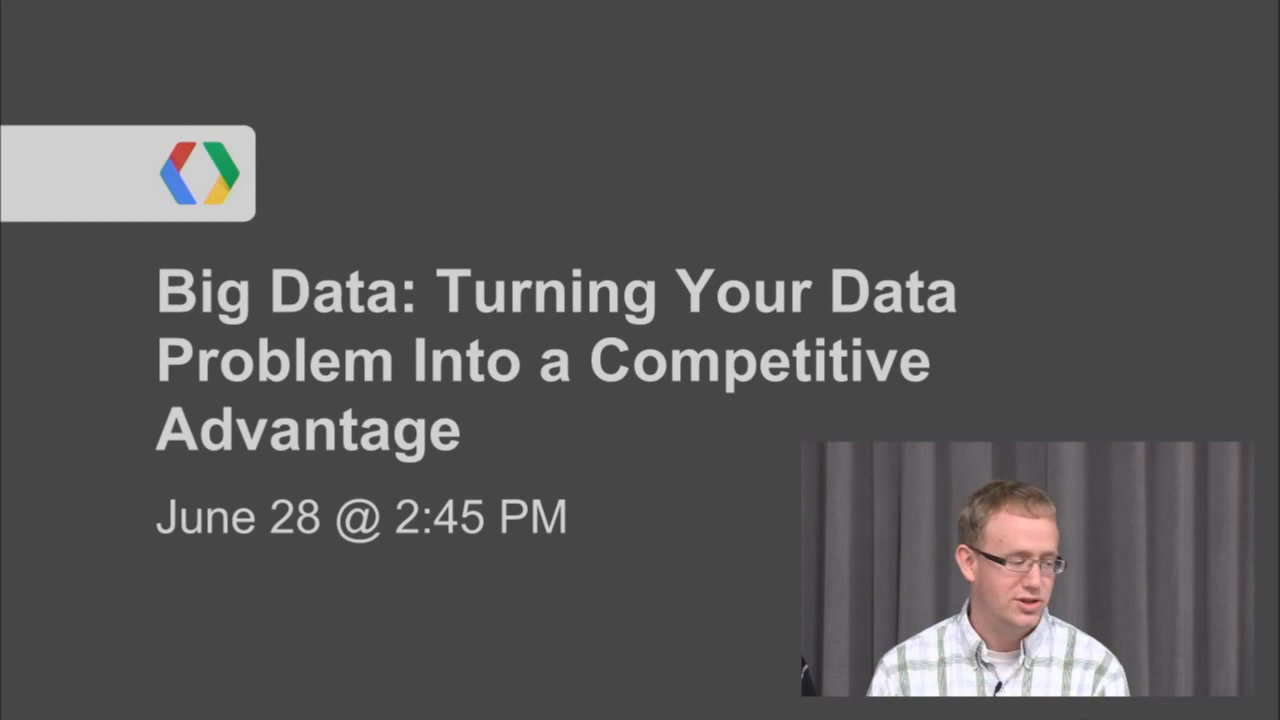 Big Data: Turning Your Data
Problem Into a Competitive
Advantage
June 28 @ 2:45 PM